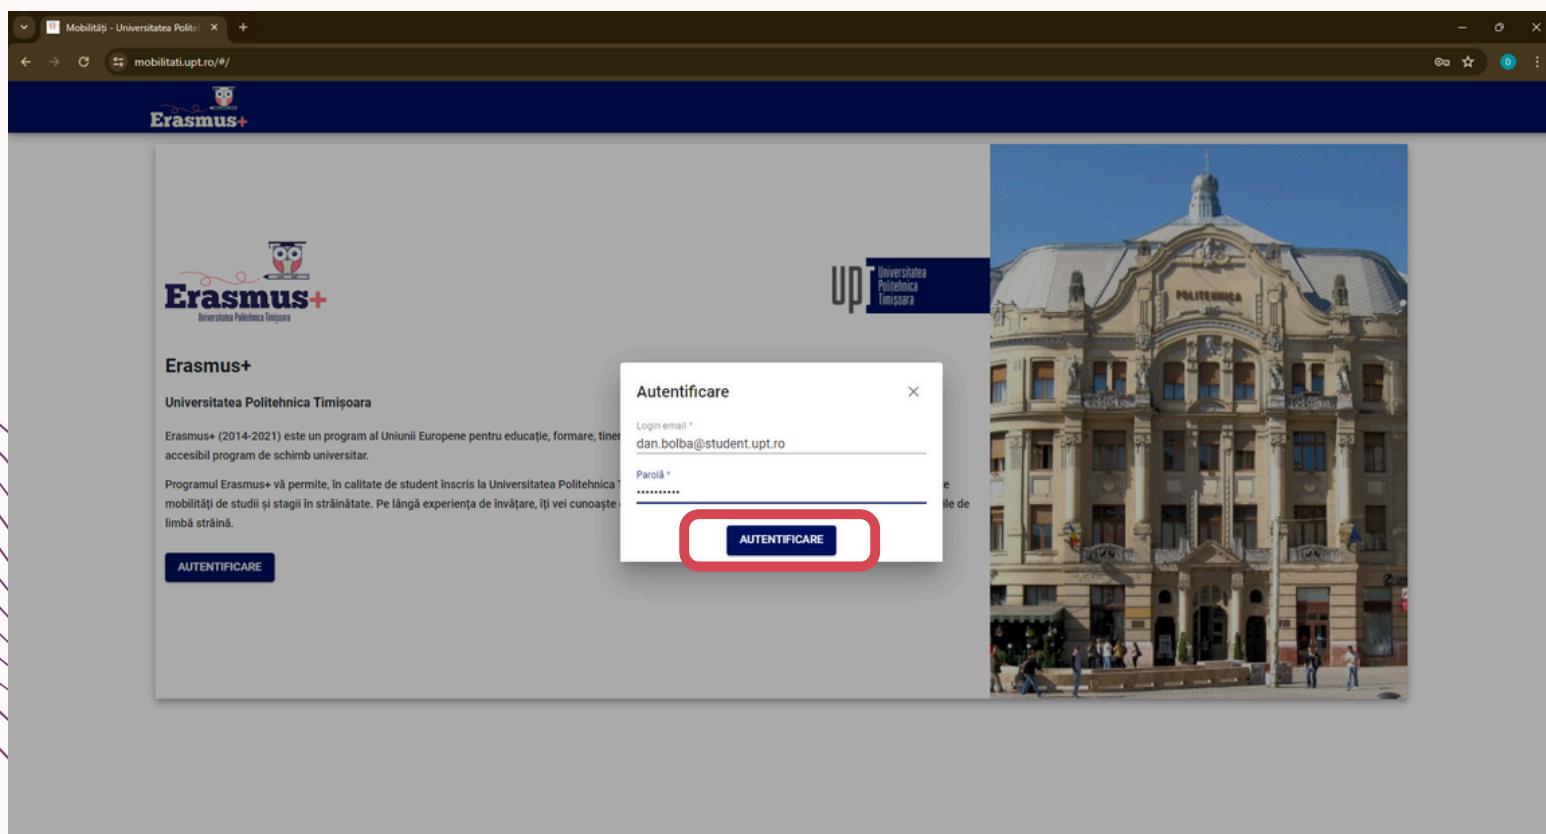 Mobilități - Universitatea Polite
mobilitati.upt.ro/#/
D
Erasmus+
Erasmus+
Universitatea Politehnica Timișoara
upt Universitatea
Politehnica
Timișoara
POLITEHNICA
Erasmus+
Universitatea Politehnica Timișoara
Erasmus+ (2014-2021) este un program al Uniunii Europene pentru educație, formare, tiner
accesibil program de schimb universitar.
Programul Erasmus+ vă permite, în calitate de student înscris la Universitatea Politehnica
e
mobilități de studii și stagii în străinătate. Pe lângă experiența de învățare, îți vei cunoaște
ile de
limbă străină.
AUTENTIFICARE
Autentificare
Login email *
dan.bolba@student.upt.ro
Parolă *
••••••••••
AUTENTIFICARE